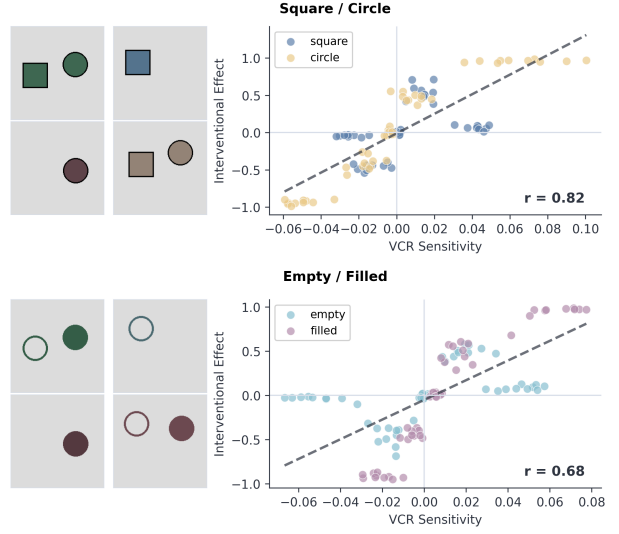 Square / Circle
square
circle
Interventional Effect
1.0
0.5
0.0
−0.5
−1.0
r = 0.82
−0.06 −0.04 −0.02 0.00 0.02 0.04 0.06 0.08 0.10
VCR Sensitivity
Empty / Filled
empty
filled
Interventional Effect
1.0
0.5
0.0
−0.5
−1.0
r = 0.68
−0.06 −0.04 −0.02 0.00 0.02 0.04 0.06 0.08
VCR Sensitivity